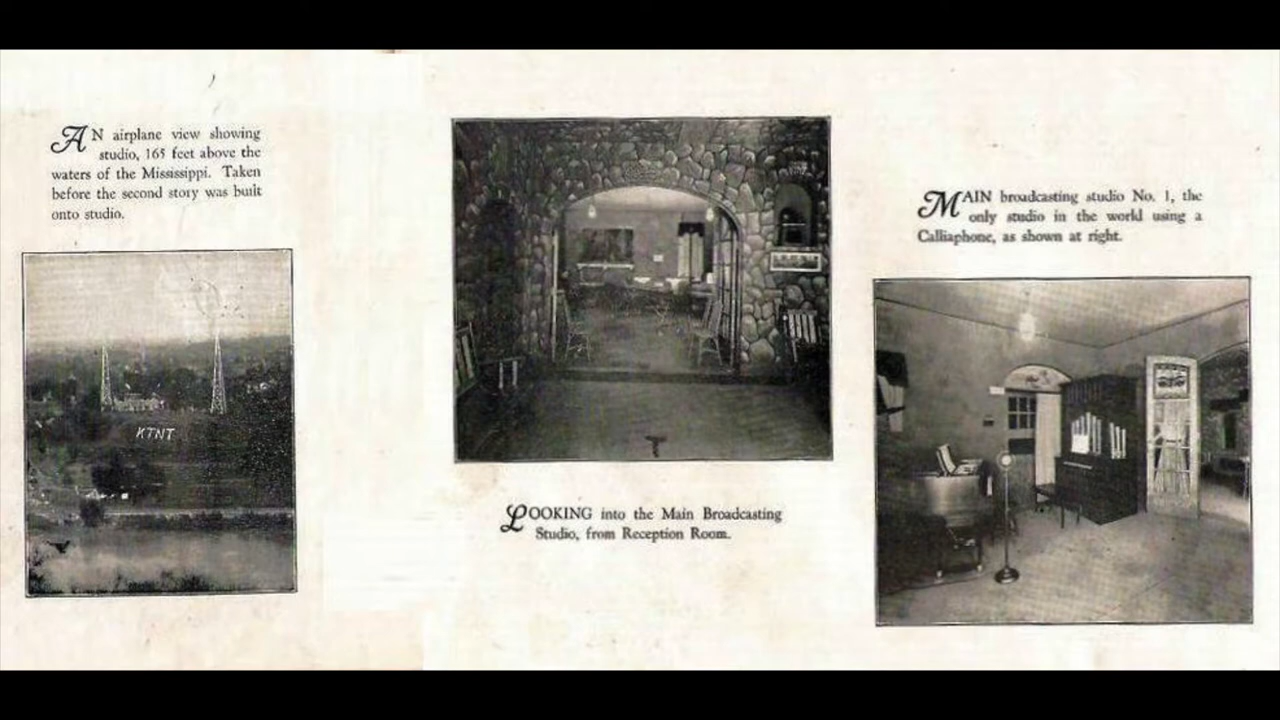 AN airplane view showing
studio, 165 feet above the
waters of the Mississippi. Taken
before the second story was built
onto studio.
KTNT
LOOKING into the Main Broadcasting
Studio, from Reception Room.
MAIN broadcasting studio No. 1, the
only studio in the world using a
Calliaphone, as shown at right.